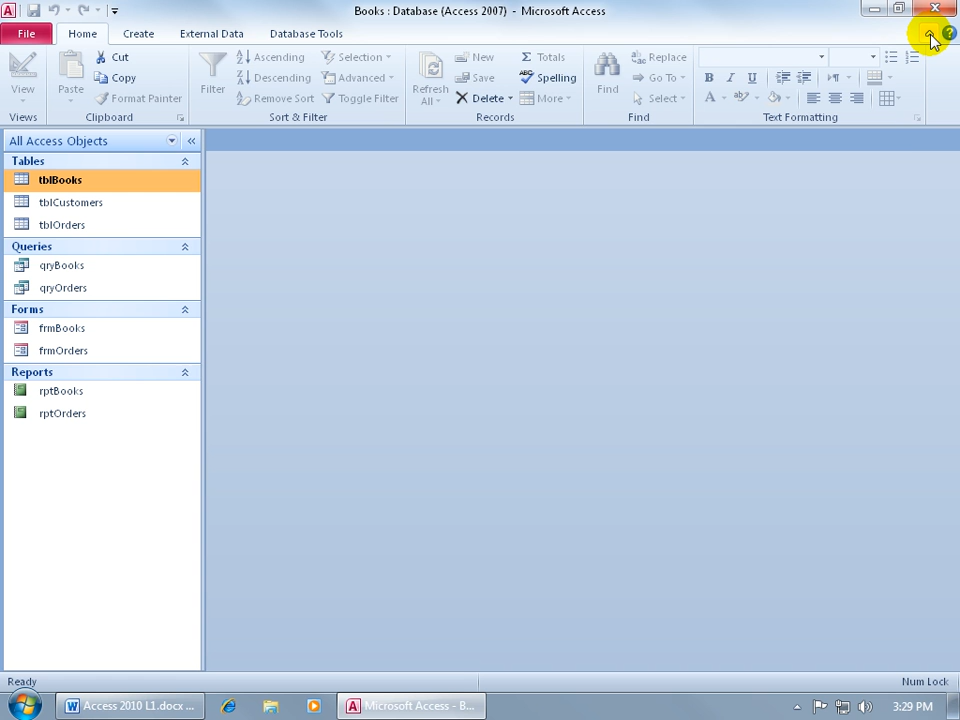 Books : Database (Access 2007) - Microsoft Access
File Home Create External Data Database Tools
View Paste Cut Copy Format Painter
Filter Ascending Descending Remove Sort Selection Advanced Toggle Filter
Refresh All New Save Delete Totals Spelling More
Find Replace Go To Select
B I U A ab
Views Clipboard Sort & Filter Records Find Text Formatting
All Access Objects
Tables
tblBooks
tblCustomers
tblOrders
Queries
qryBooks
qryOrders
Forms
frmBooks
frmOrders
Reports
rptBooks
rptOrders
Ready Num Lock
Access 2010 L1.docx ... Microsoft Access - B... 3:29 PM